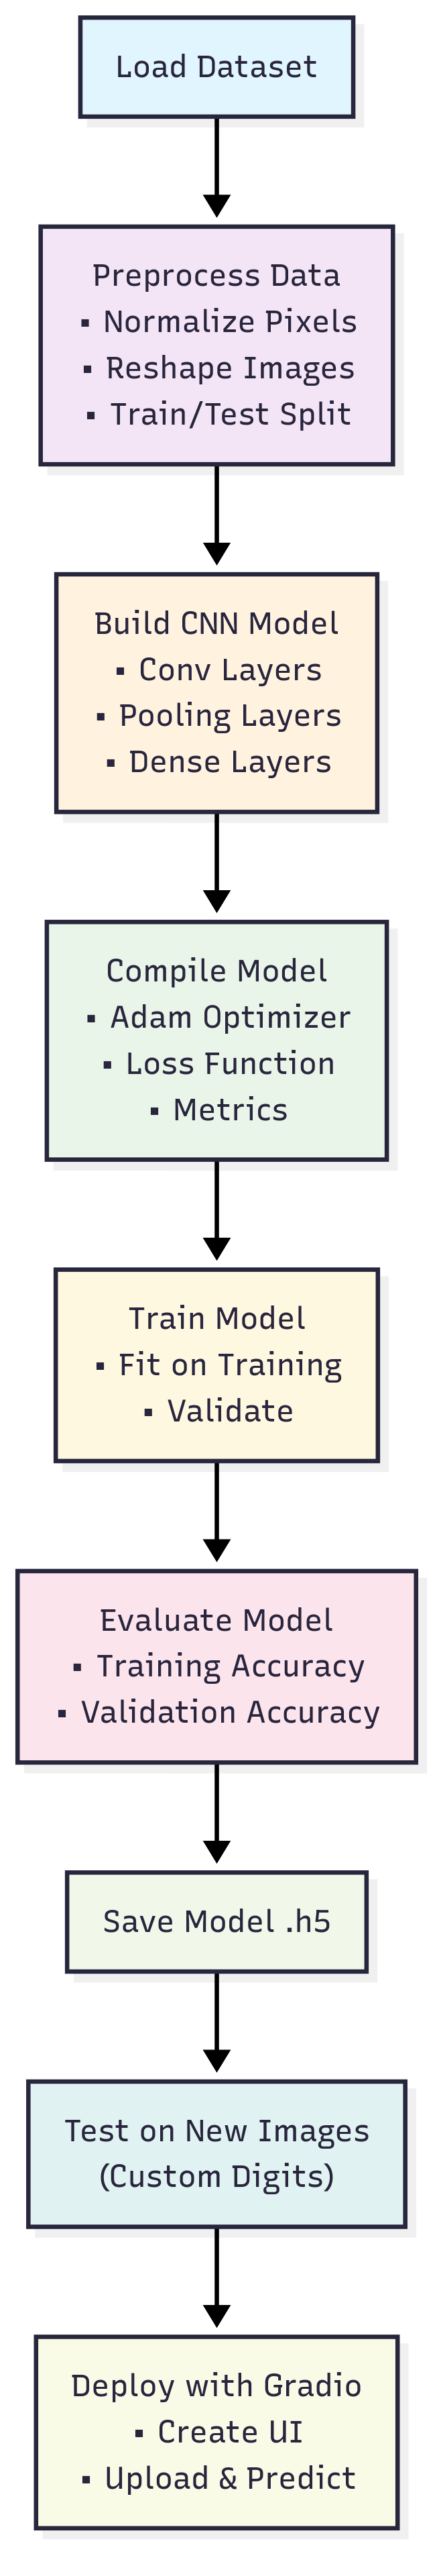 Load Dataset
Preprocess Data
▪ Normalize Pixels
▪ Reshape Images
▪ Train/Test Split
Build CNN Model
▪ Conv Layers
▪ Pooling Layers
▪ Dense Layers
Compile Model
▪ Adam Optimizer
▪ Loss Function
▪ Metrics
Train Model
▪ Fit on Training
▪ Validate
Evaluate Model
▪ Training Accuracy
▪ Validation Accuracy
Save Model .h5
Test on New Images
(Custom Digits)
Deploy with Gradio
▪ Create UI
▪ Upload & Predict